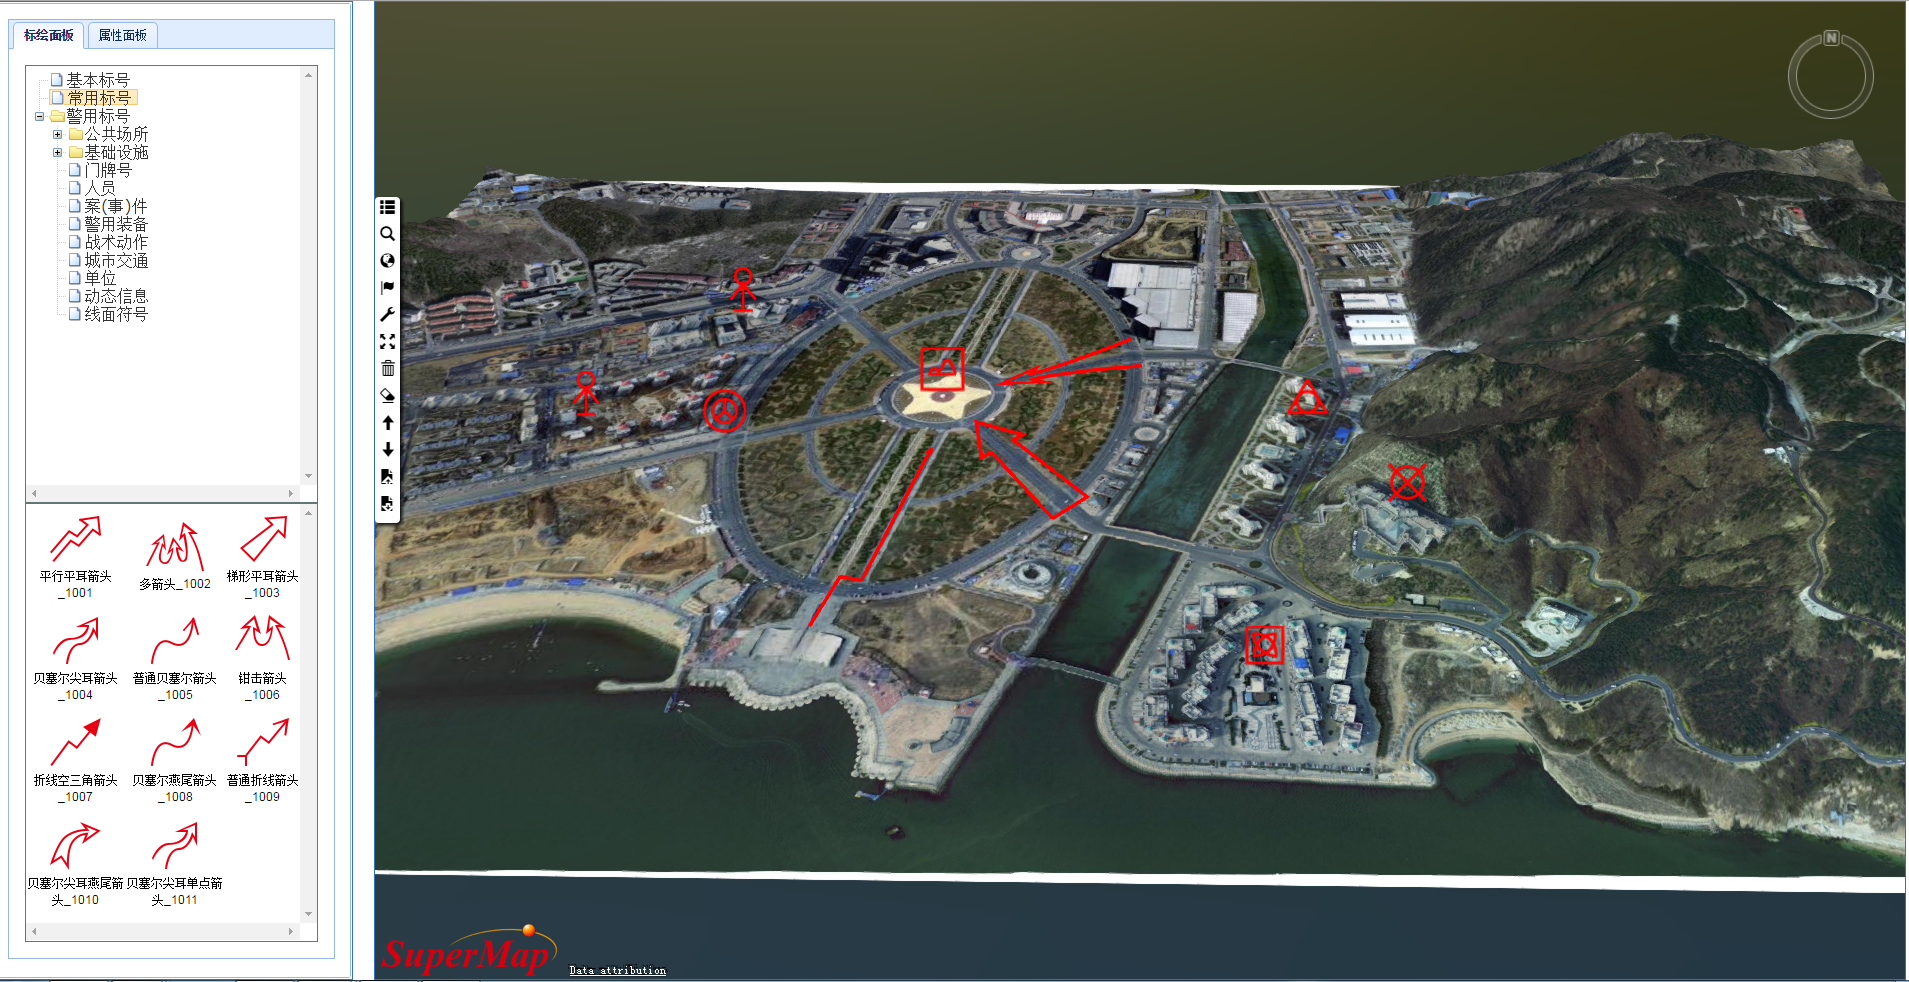 标绘面板
属性面板
基本标号
常用标号
警用标号
公共场所
基础设施
门牌号
人员
案(事)件
警用装备
战术动作
城市交通
单位
动态信息
线面符号
平行平耳箭头
_1001
多箭头_1002
梯形平耳箭头
_1003
贝塞尔尖耳箭头
_1004
普通贝塞尔箭头
_1005
钳击箭头
_1006
折线空三角箭头
_1007
贝塞尔燕尾箭头
_1008
普通折线箭头
_1009
贝塞尔尖耳燕尾箭
头_1010
贝塞尔尖耳单点箭
头_1011
N
SuperMap
Data attribution